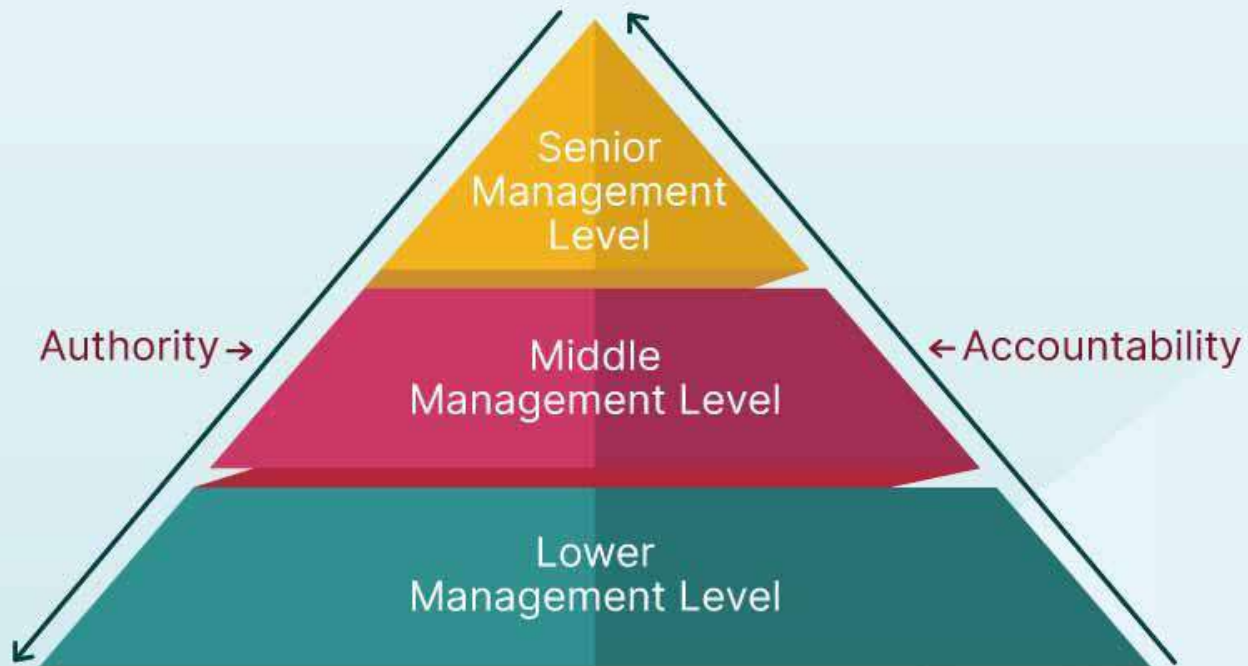 Senior
Management
Level
Authority →
Middle
Management Level
← Accountability
Lower
Management Level